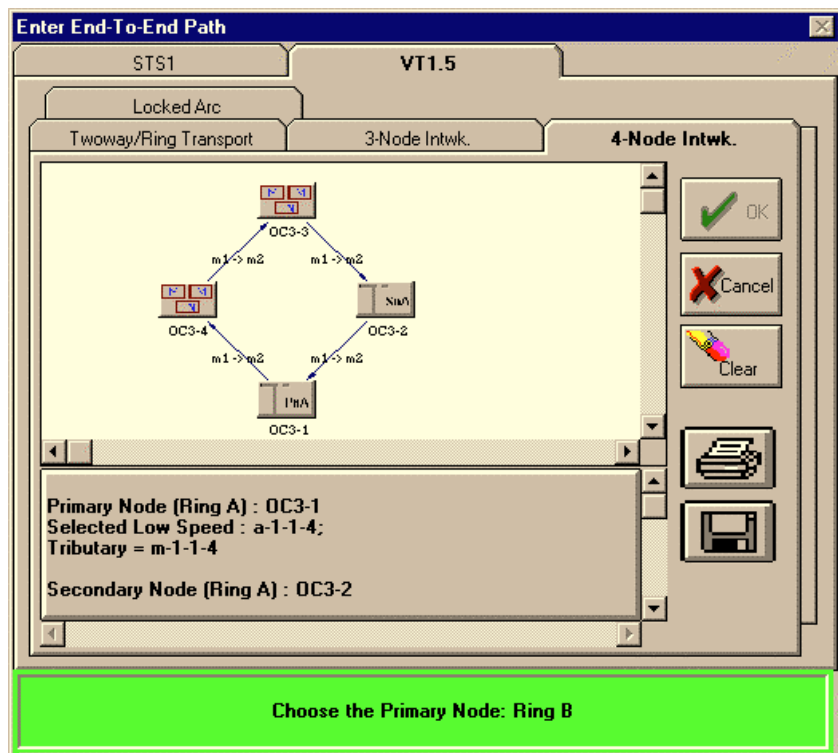 Enter End-To-End Path
STS1
VT1.5
Locked Arc
Twoway/Ring Transport
3-Node Intwk.
4-Node Intwk.
M M
N
OC3-3
m1 -> m2 m1 -> m2
M M
N
SnA
OC3-4
OC3-2
m1 -> m2 m1 -> m2
PnA
OC3-1
OK
Cancel
Clear
Primary Node (Ring A) : OC3-1
Selected Low Speed : a-1-1-4;
Tributary = m-1-1-4
Secondary Node (Ring A) : OC3-2
Choose the Primary Node: Ring B